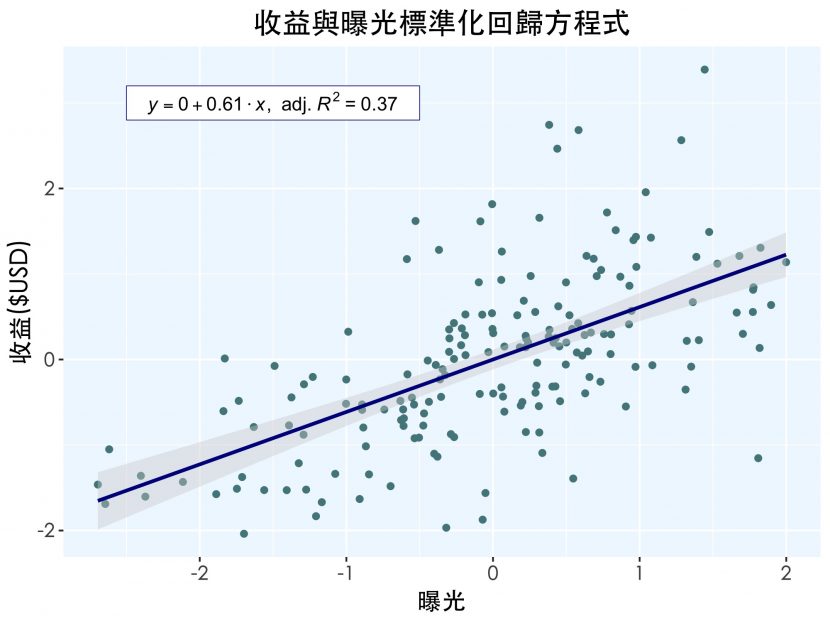 收益與曝光標準化回歸方程式
y = 0 + 0.61 · x, adj. R² = 0.37
收益($USD)
2
0
-2
-2
-1
0
1
2
曝光